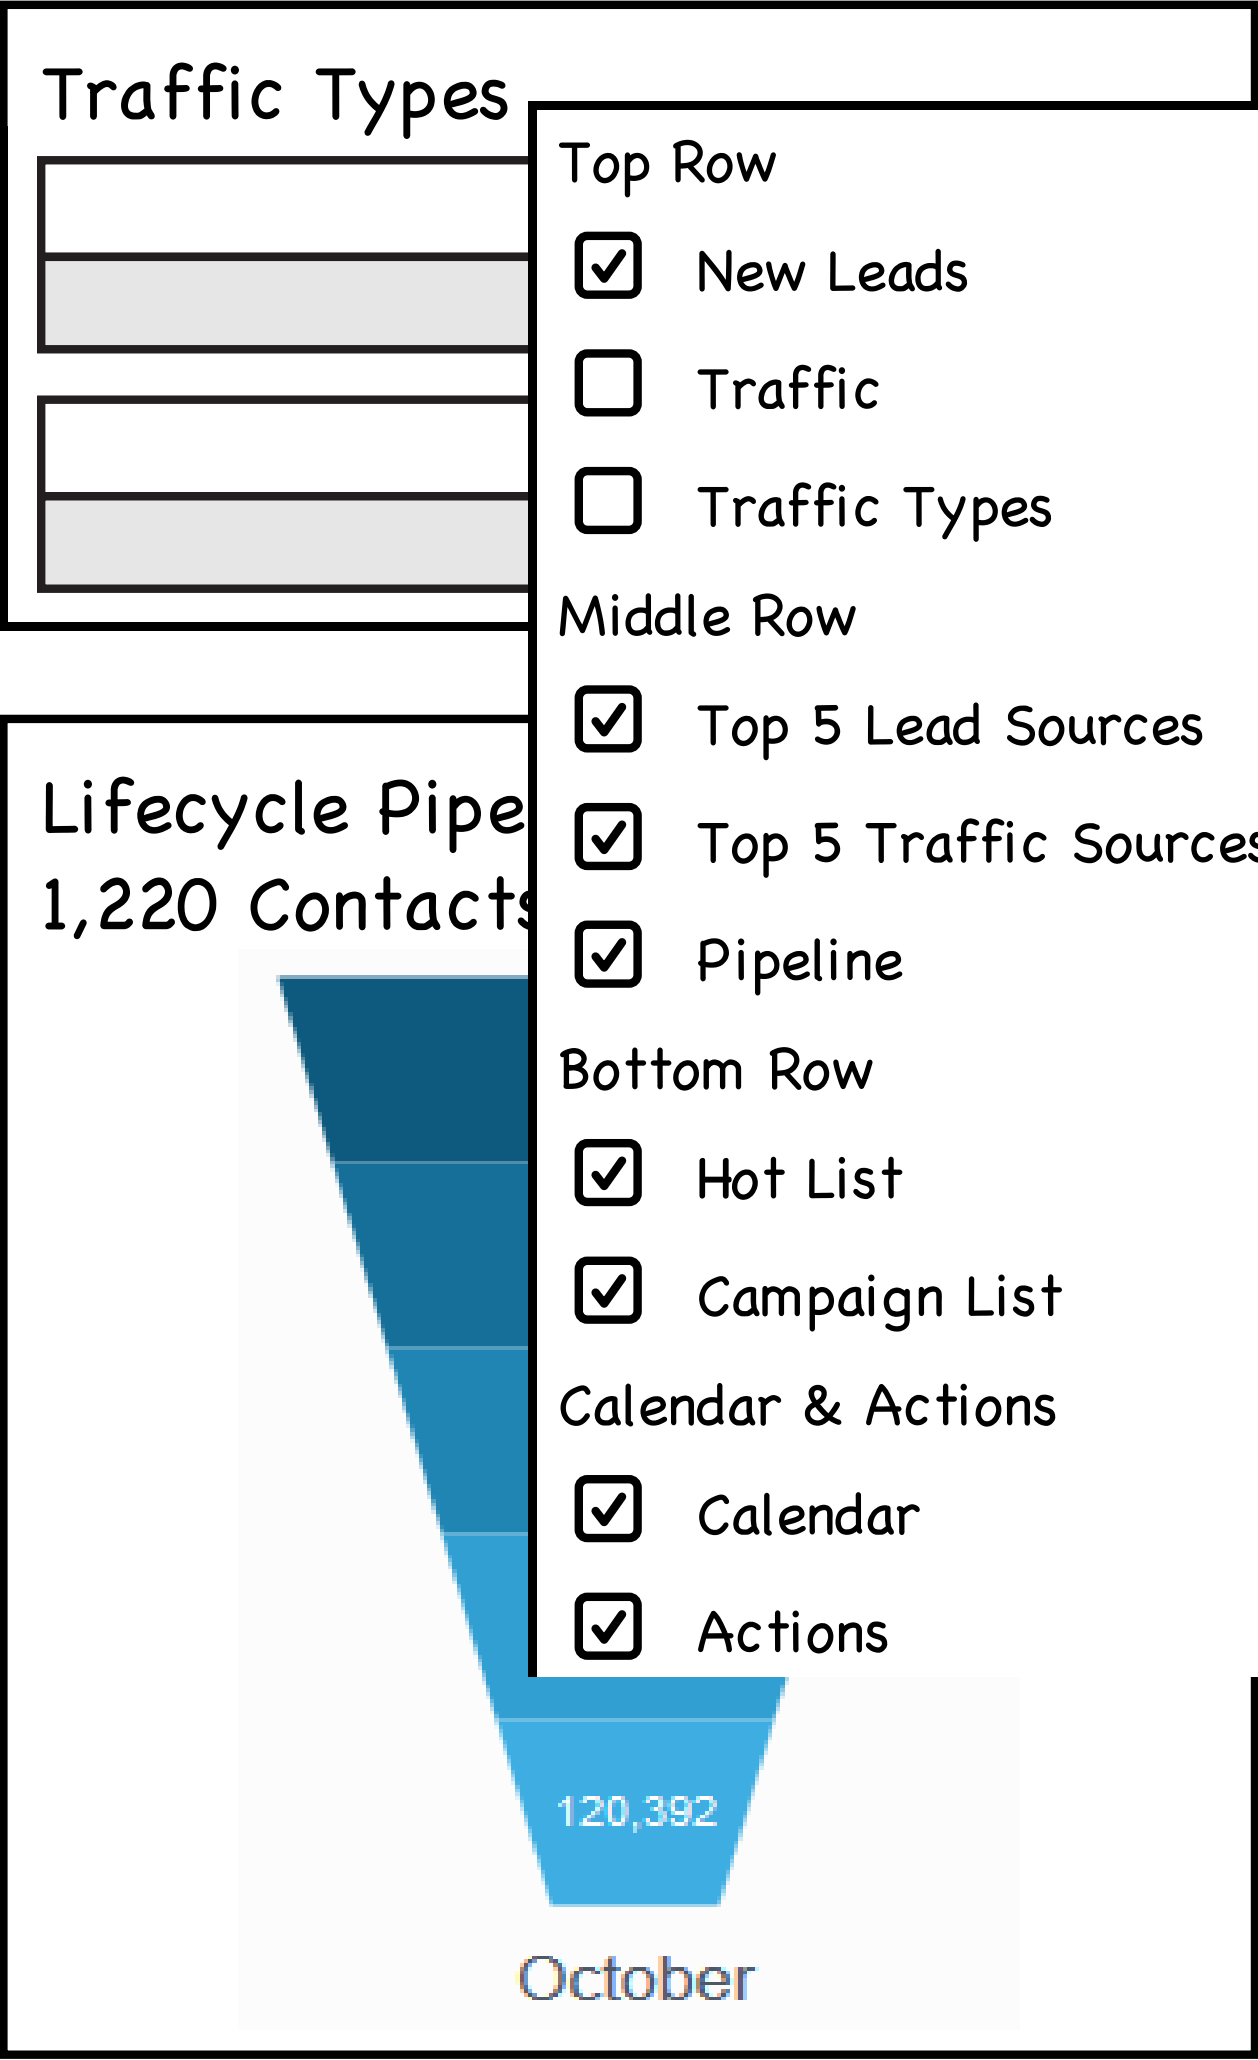 Traffic Types
Top Row
New Leads
Traffic
Traffic Types
Middle Row
Top 5 Lead Sources
Top 5 Traffic Sources
Pipeline
Bottom Row
Hot List
Campaign List
Calendar & Actions
Calendar
Actions
Lifecycle Pipe
1,220 Contacts
120,392
October